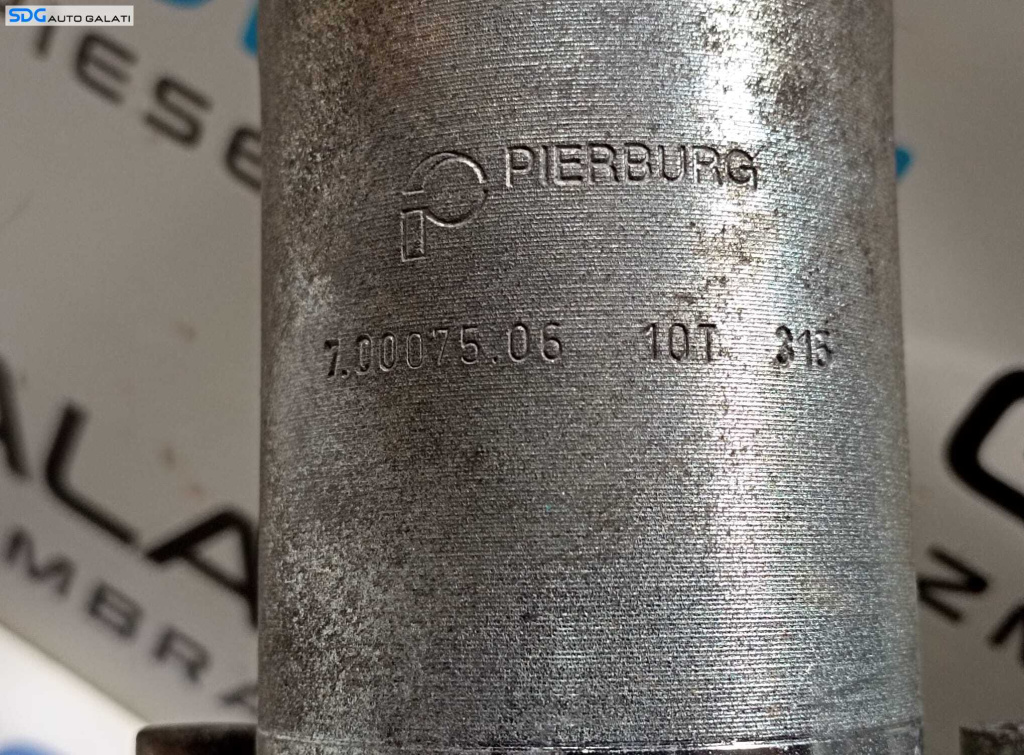 SDG AUTO GALATI
PIERBURG
7.00075.06 10T 315